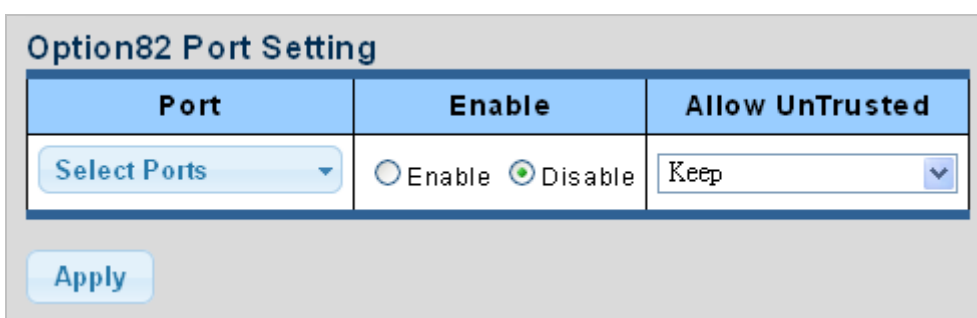 Option82 Port Setting
Port Enable Allow UnTrusted
Select Ports Enable Disable Keep
Apply